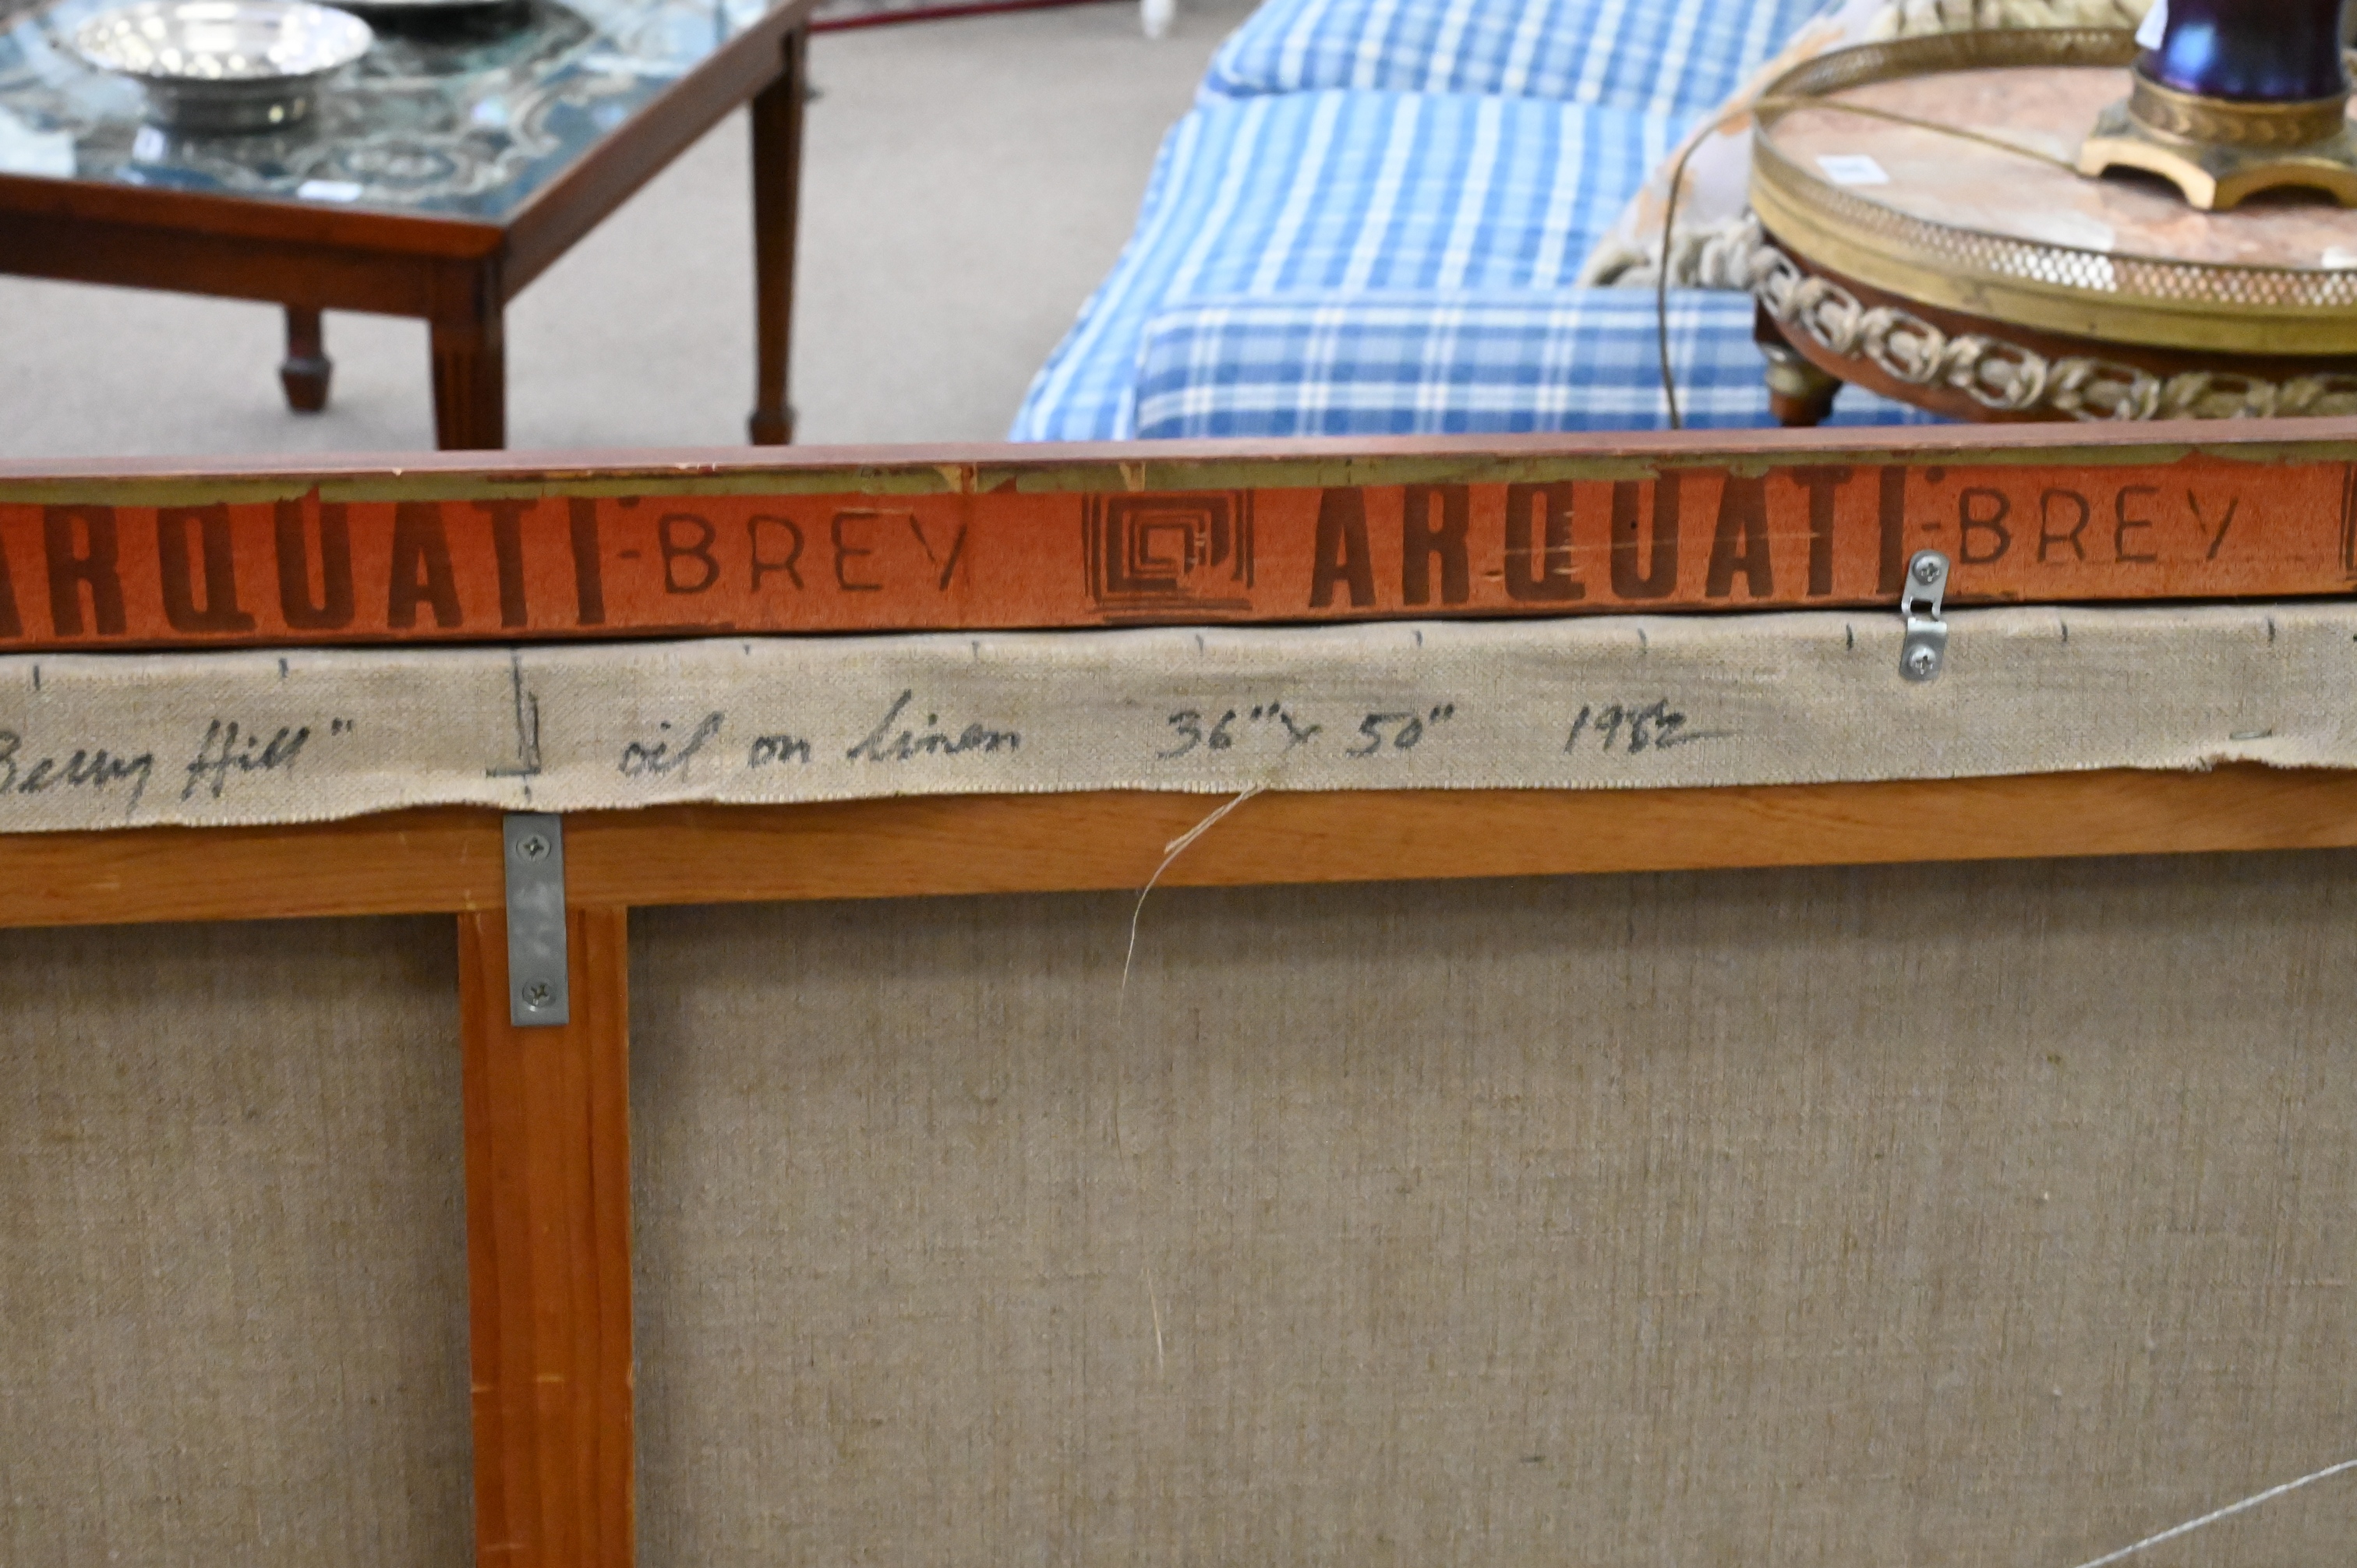 ARQUATI-BREV ARQUATI-BREV
Berry Hill" oil on linen 36" x 50" 1982